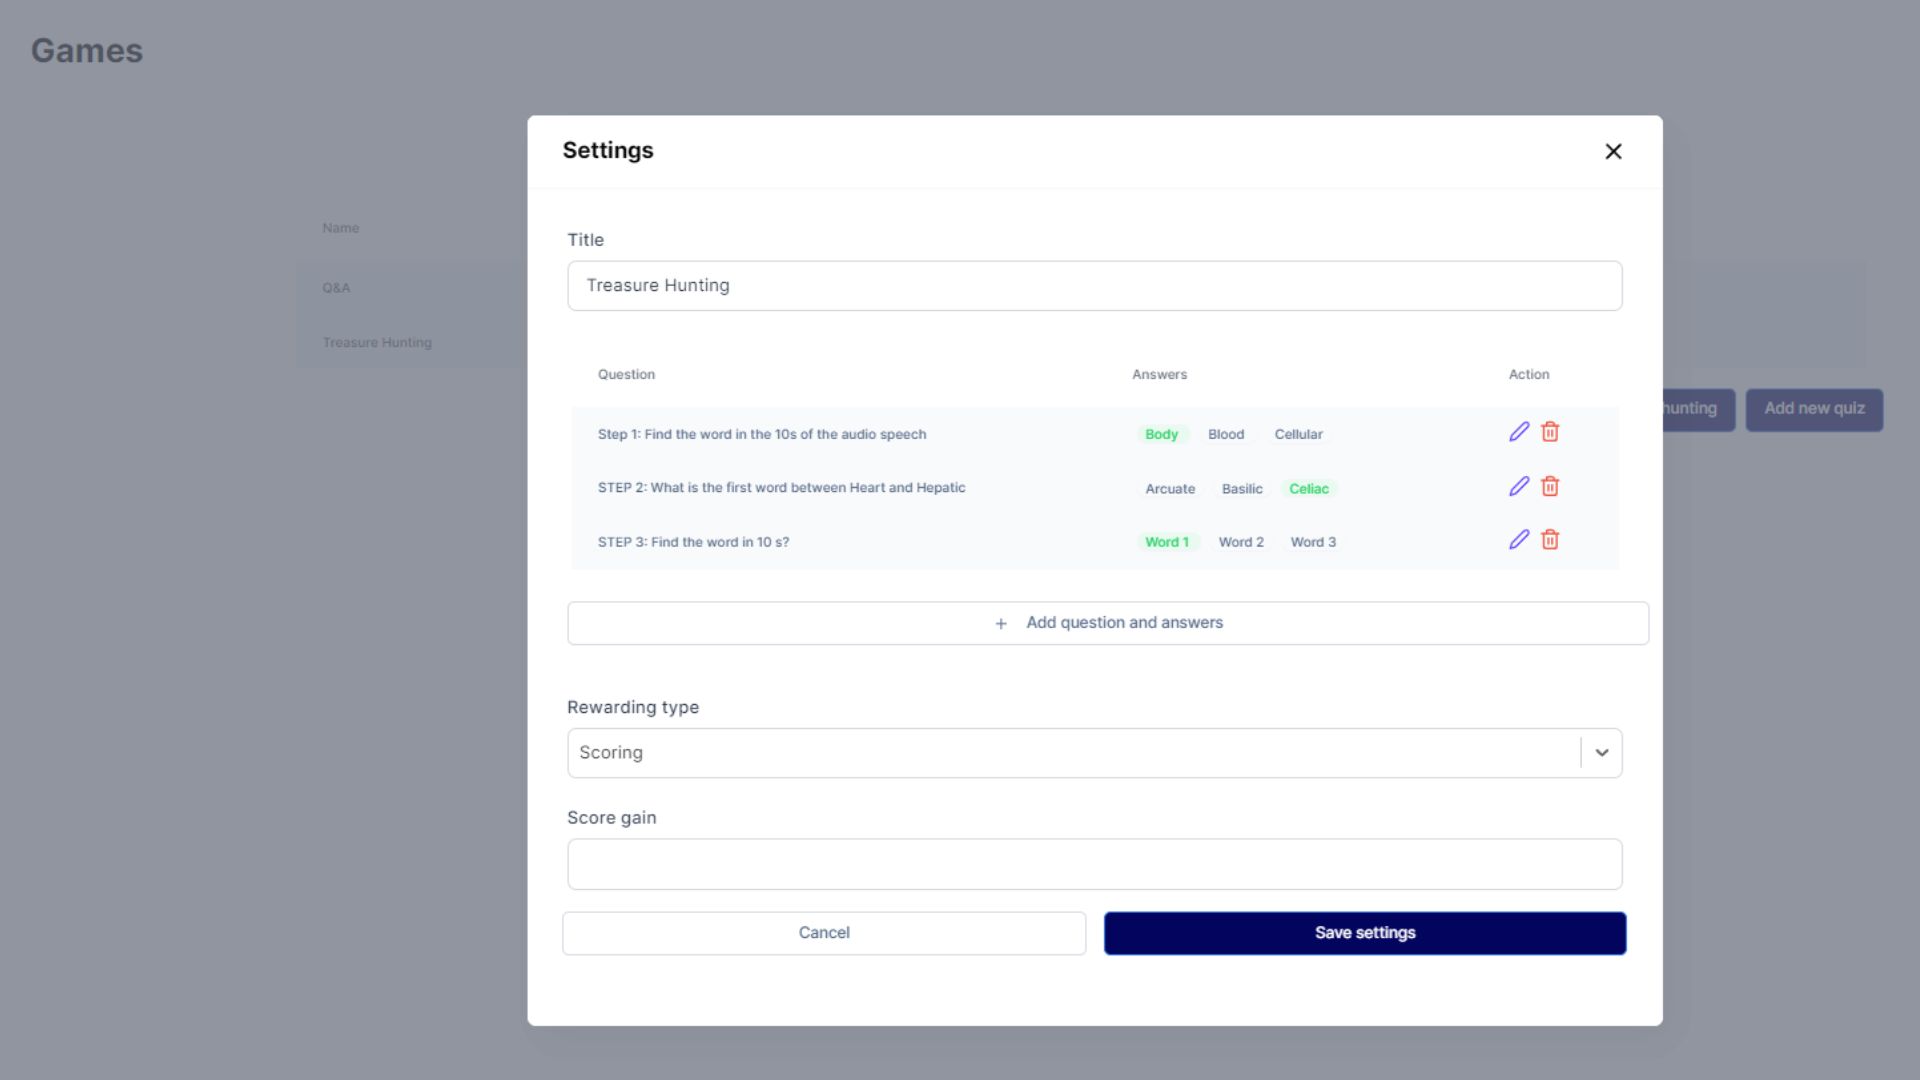 Games
Settings
Name
Title
Treasure Hunting
Q&A
Treasure Hunting
Question Answers Action
hunting Add new quiz
Step 1: Find the word in the 10s of the audio speech Body Blood Cellular
STEP 2: What is the first word between Heart and Hepatic Arcuate Basilic Celiac
STEP 3: Find the word in 10 s? Word 1 Word 2 Word 3
+ Add question and answers
Rewarding type
Scoring
Score gain
Cancel Save settings